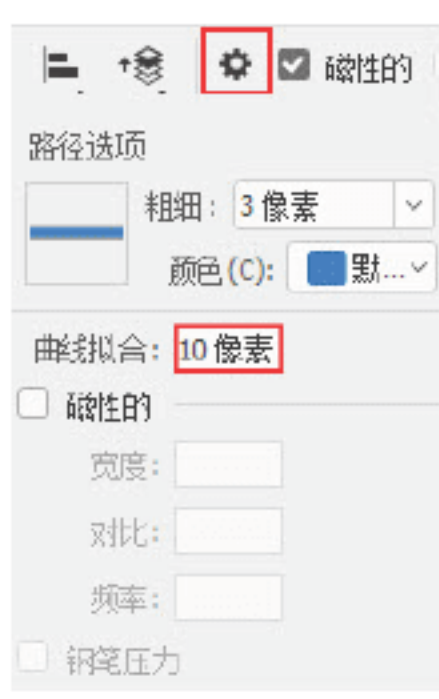 磁性的
路径选项
粗细： 3 像素
颜色(C): 默...
曲线拟合: 10 像素
磁性的
宽度:
对比:
频率:
钢笔压力